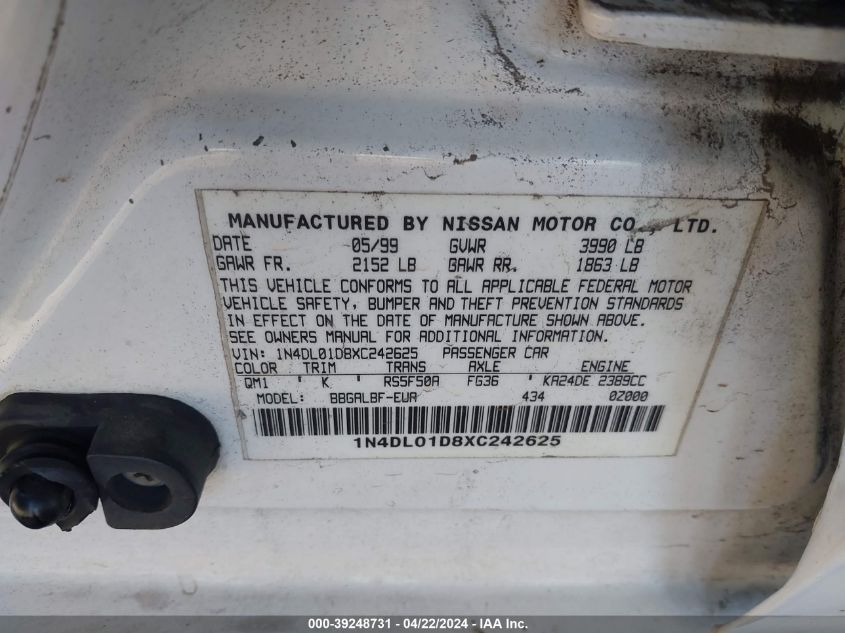 MANUFACTURED BY NISSAN MOTOR CO., LTD.
DATE 05/99 GVWR 3990 LB
GAWR FR. 2152 LB GAWR RR. 1863 LB
THIS VEHICLE CONFORMS TO ALL APPLICABLE FEDERAL MOTOR
VEHICLE SAFETY, BUMPER AND THEFT PREVENTION STANDARDS
IN EFFECT ON THE DATE OF MANUFACTURE SHOWN ABOVE.
SEE OWNERS MANUAL FOR ADDITIONAL INFORMATION.
VIN: 1N4DL01D8XC242625 PASSENGER CAR
COLOR TRIM TRANS AXLE ENGINE
QM1 ' K ' RS5F50A FG36 ' KA24DE 2389CC
MODEL: BBGALBF-EUA 434 0Z000
1N4DL01D8XC242625
000-39248731 - 04/22/2024 - IAA Inc.